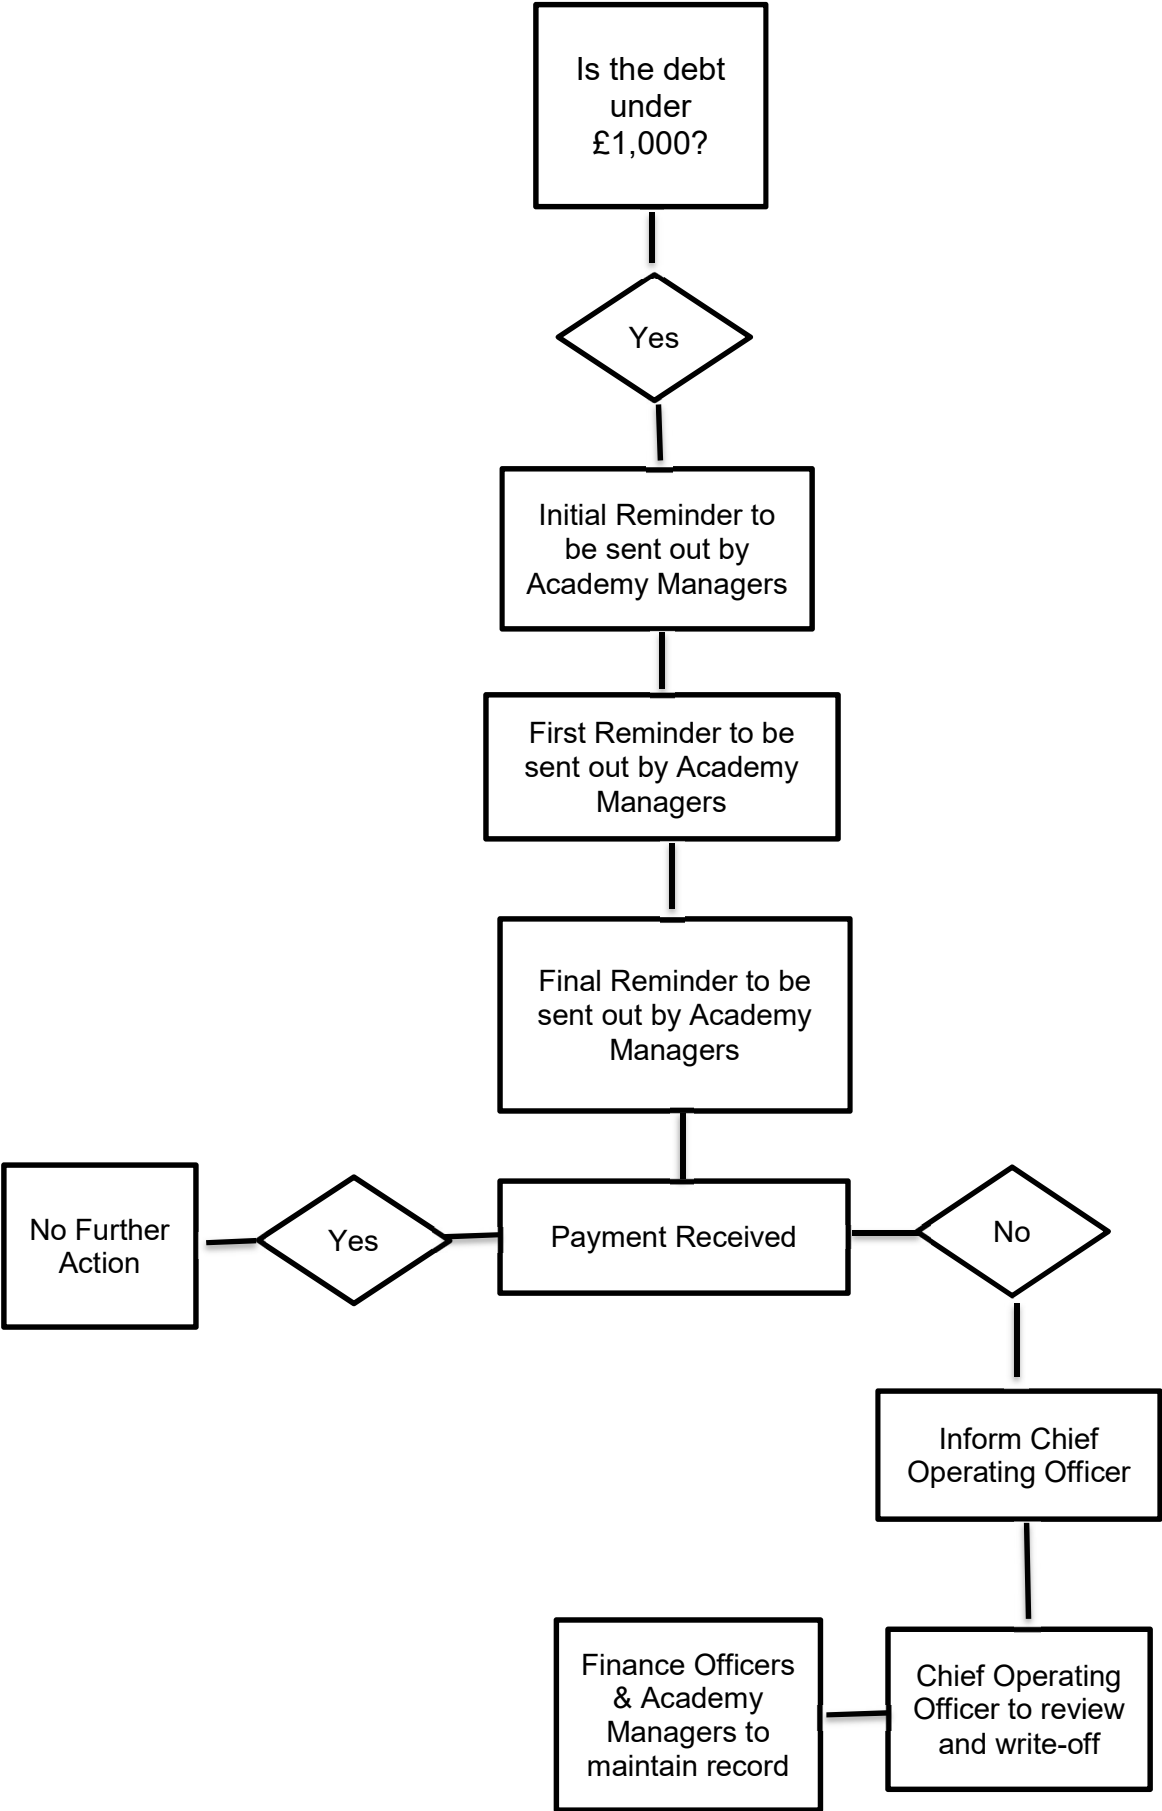 Is the debt
under
£1,000?
Yes
Initial Reminder to
be sent out by
Academy Managers
First Reminder to be
sent out by Academy
Managers
Final Reminder to be
sent out by Academy
Managers
No Further
Action
Yes
Payment Received
No
Inform Chief
Operating Officer
Chief Operating
Officer to review
and write-off
Finance Officers
& Academy
Managers to
maintain record